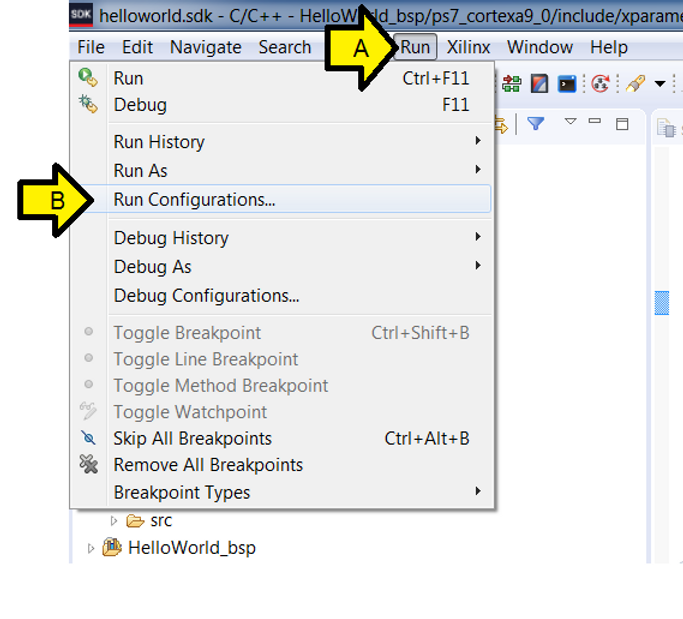 SDK helloworld.sdk - C/C++ - HelloWorld_bsp/ps7_cortexa9_0/include/xparame
File Edit Navigate Search A Run Xilinx Window Help
Run Ctrl+F11
Debug F11
Run History
Run As
B Run Configurations...
Debug History
Debug As
Debug Configurations...
Toggle Breakpoint Ctrl+Shift+B
Toggle Line Breakpoint
Toggle Method Breakpoint
Toggle Watchpoint
Skip All Breakpoints Ctrl+Alt+B
Remove All Breakpoints
Breakpoint Types
src
HelloWorld_bsp